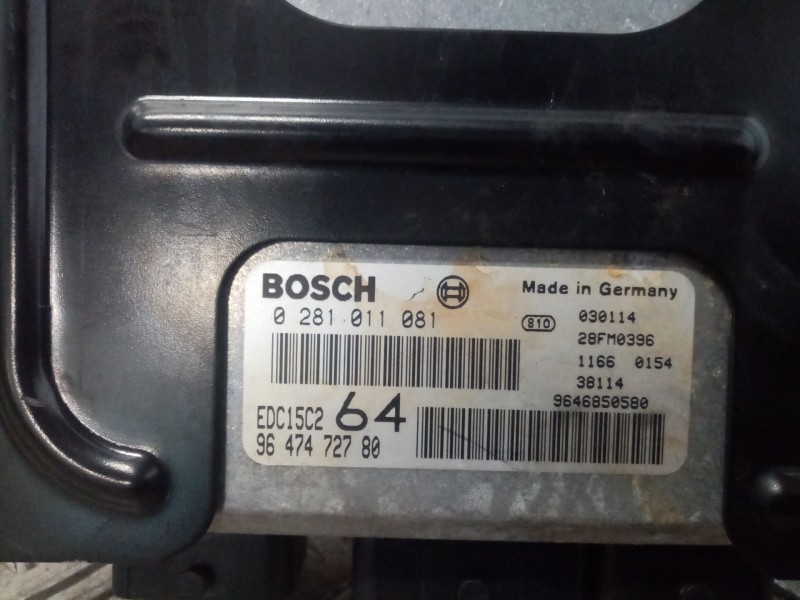 BOSCH
Made in Germany
0 281 011 081
810
030114
28FM0396
1166 0154
38114
9646850580
EDC15C2 64
96 474 727 80